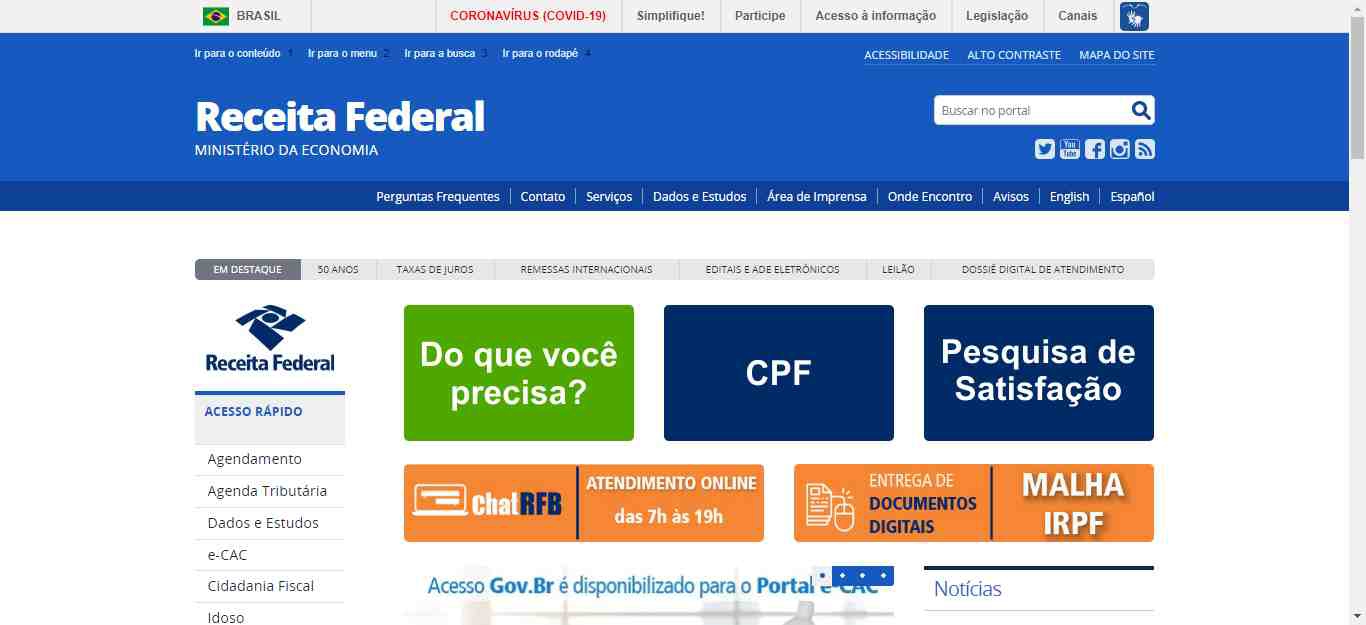 BRASIL
CORONAVÍRUS (COVID-19)
Simplifique!
Participe
Acesso à informação
Legislação
Canais
Ir para o conteúdo 1
Ir para o menu 2
Ir para a busca 3
Ir para o rodapé 4
ACESSIBILIDADE
ALTO CONTRASTE
MAPA DO SITE
Receita Federal
MINISTÉRIO DA ECONOMIA
Buscar no portal
You
Tube
Perguntas Frequentes
Contato
Serviços
Dados e Estudos
Área de Imprensa
Onde Encontro
Avisos
English
Español
EM DESTAQUE
50 ANOS
TAXAS DE JUROS
REMESSAS INTERNACIONAIS
EDITAIS E ADE ELETRÔNICOS
LEILÃO
DOSSIÊ DIGITAL DE ATENDIMENTO
Receita Federal
ACESSO RÁPIDO
Agendamento
Agenda Tributária
Dados e Estudos
e-CAC
Cidadania Fiscal
Idoso
Do que você
precisa?
CPF
Pesquisa de
Satisfação
chatRFB
ATENDIMENTO ONLINE
das 7h às 19h
ENTREGA DE
DOCUMENTOS
DIGITAIS
MALHA
IRPF
Acesso Gov.Br é disponibilizado para o Portal e-CAC
Notícias